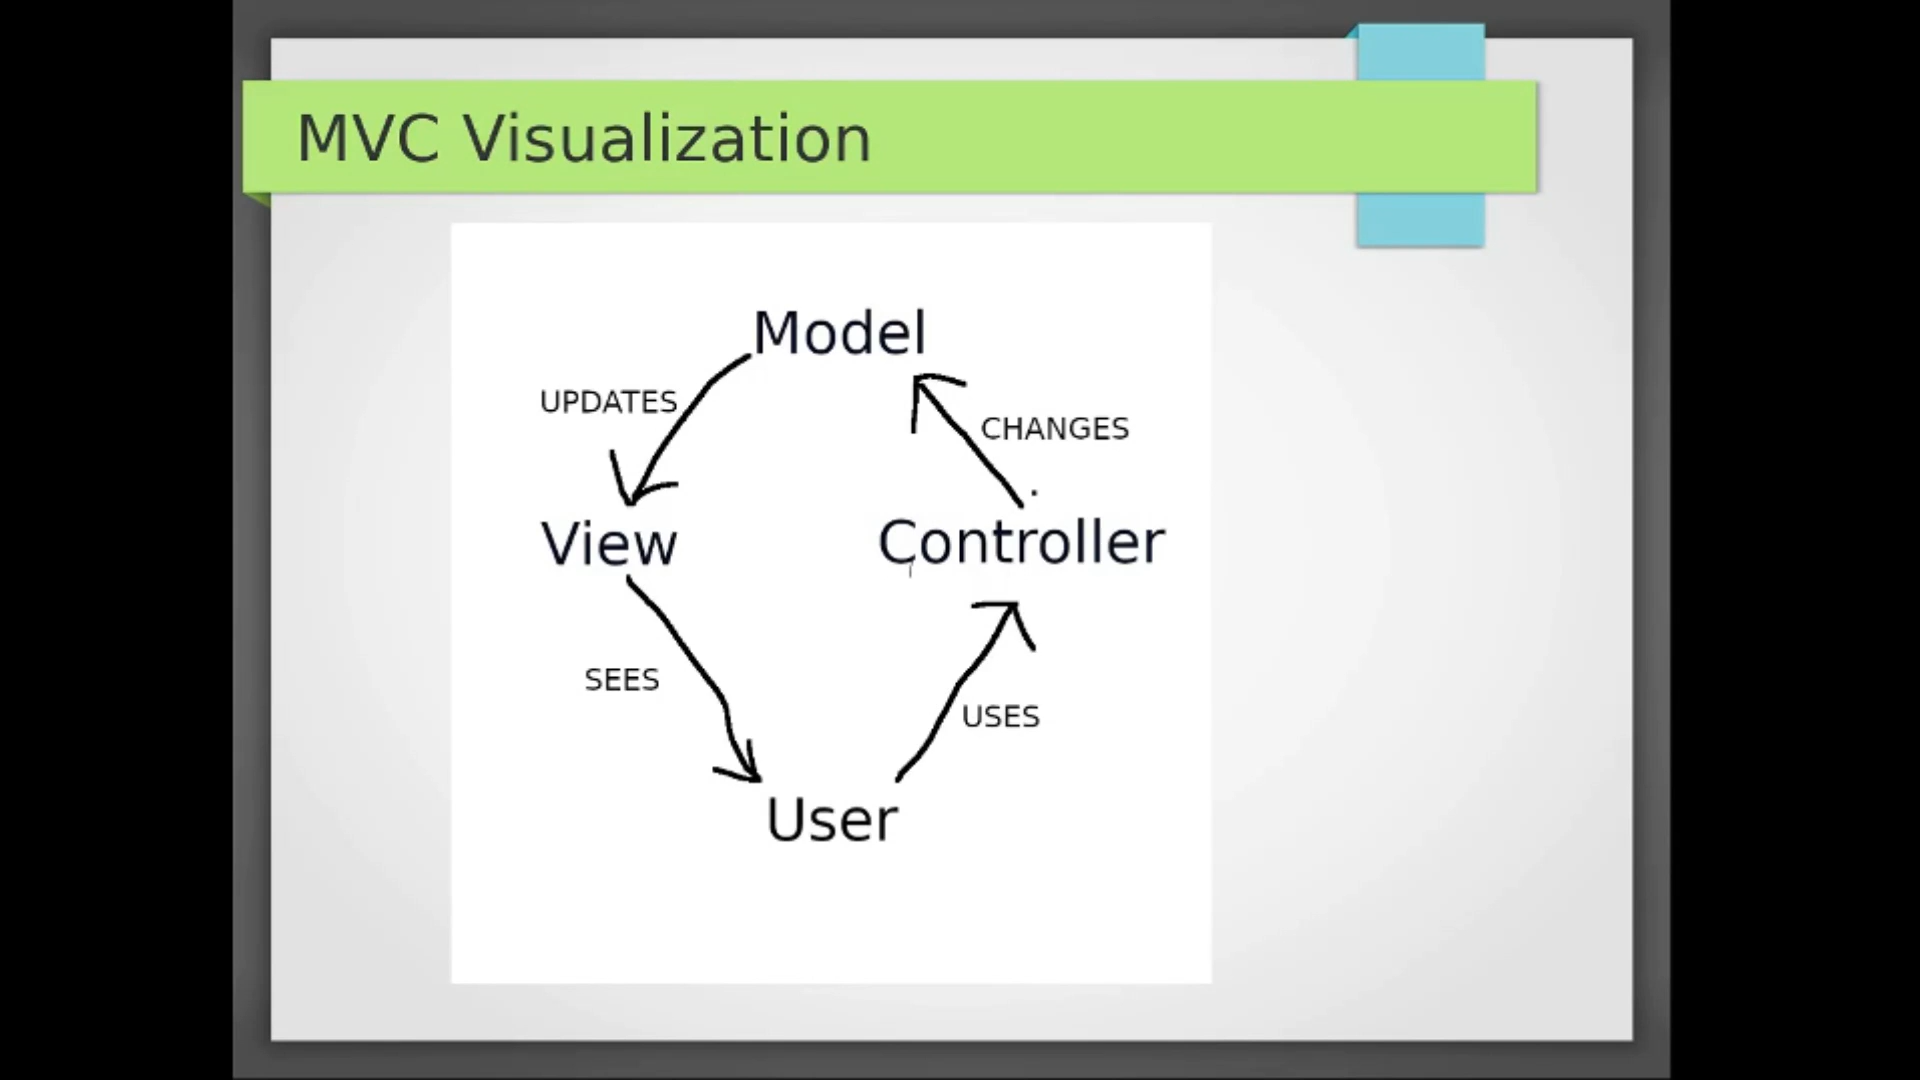 MVC Visualization
Model
UPDATES
CHANGES
View
Controller
SEES
USES
User